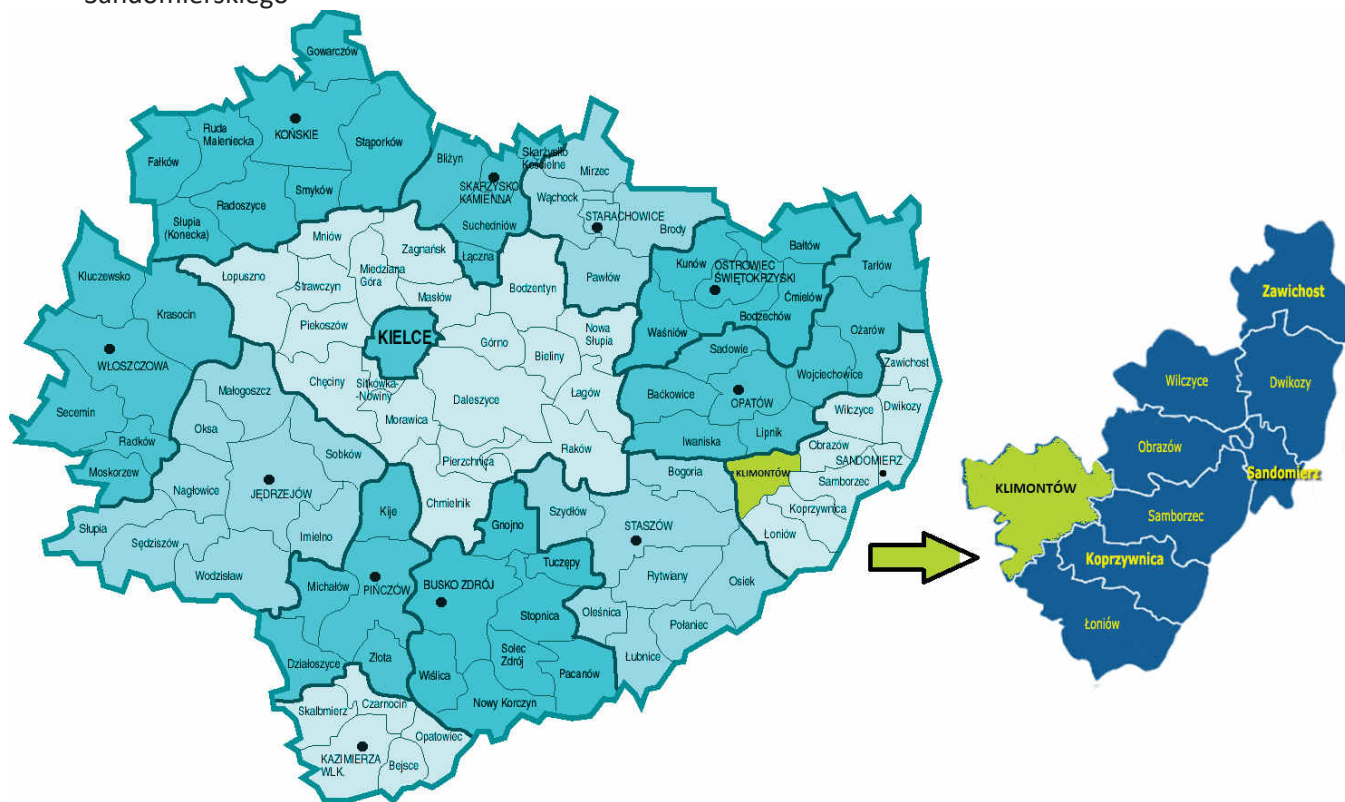 Sandomierskiego
Gowarczów
Ruda
Maleniecka
KOŃSKIE
Stąporków
Fałków
Smyków
Radoszyce
Słupia
(Konecka)
Bliżyn
Skarżysko
Kościelne
SKARŻYSKO
KAMIENNA
Suchedniów
Łączna
Mirzec
Wąchock
STARACHOWICE
Brody
Pawłów
Kluczewsko
Krasocin
WŁOSZCZOWA
Secemin
Radków
Moskorzew
Mniów
Zagnańsk
Łopuszno
Miedziana
Góra
Strawczyn
Masłów
Bodzentyn
Piekoszów
KIELCE
Górno
Nowa
Słupia
Bieliny
Chęciny
Sitkówka-
-Nowiny
Daleszyce
Łagów
Morawica
Raków
Pierzchnica
Chmielnik
Bałtów
Kunów
OSTROWIEC
ŚWIĘTOKRZYSKI
Ćmielów
Bodzechów
Waśniów
Tarłów
Ożarów
Sadowie
Wojciechowice
Baćkowice
OPATÓW
Iwaniska
Lipnik
Zawichost
Dwikozy
Wilczyce
Obrazów
SANDOMIERZ
Samborzec
KLIMONTÓW
Koprzywnica
Łoniów
Małogoszcz
Oksa
Sobków
Nagłowice
JĘDRZEJÓW
Słupia
Sędziszów
Imielno
Wodzisław
Kije
Michałów
PIŃCZÓW
Działoszyce
Złota
Gnojno
Tuczępy
BUSKO ZDRÓJ
Stopnica
Solec
Zdrój
Wiślica
Pacanów
Nowy Korczyn
Bogoria
Szydłów
STASZÓW
Rytwiany
Osiek
Oleśnica
Połaniec
Łubnice
Skalbmierz
Czarnocin
Opatowiec
KAZIMIERZA
WLK.
Bejsce
Zawichost
Wilczyce
Dwikozy
Obrazów
Sandomierz
KLIMONTÓW
Samborzec
Koprzywnica
Łoniów